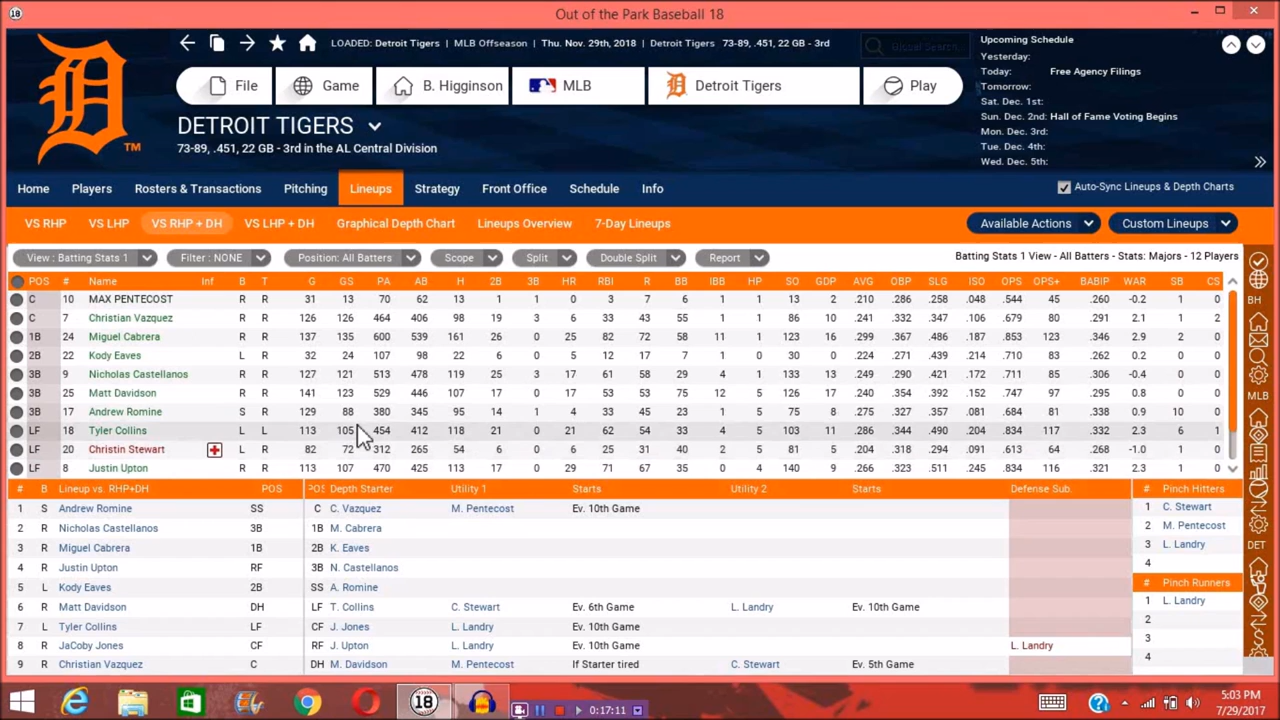 18 Out of the Park Baseball 18
LOADED: Detroit Tigers | MLB Offseason | Thu. Nov. 29th, 2018 | Detroit Tigers 73-89, .451, 22 GB - 3rd Global Search...
File Game B. Higginson MLB Detroit Tigers Play
DETROIT TIGERS
73-89, .451, 22 GB - 3rd in the AL Central Division
TM
Upcoming Schedule
Yesterday:
Today: Free Agency Filings
Tomorrow:
Sat. Dec. 1st:
Sun. Dec. 2nd: Hall of Fame Voting Begins
Mon. Dec. 3rd:
Tue. Dec. 4th:
Wed. Dec. 5th:
Home Players Rosters & Transactions Pitching Lineups Strategy Front Office Schedule Info Auto-Sync Lineups & Depth Charts
VS RHP VS LHP VS RHP + DH VS LHP + DH Graphical Depth Chart Lineups Overview 7-Day Lineups Available Actions Custom Lineups
View : Batting Stats 1 Filter : NONE Position: All Batters Scope Split Double Split Report Batting Stats 1 View - All Batters - Stats: Majors - 12 Players
POS # Name Inf B T G GS PA AB H 2B 3B HR RBI R BB IBB HP SO GDP AVG OBP SLG ISO OPS OPS+ BABIP WAR SB CS
C 10 MAX PENTECOST R R 31 13 70 62 13 1 1 0 3 7 6 1 1 13 2 .210 .286 .258 .048 .544 45 .260 -0.2 1 0
C 7 Christian Vazquez R R 126 126 464 406 98 19 3 6 33 43 55 1 1 86 10 .241 .332 .347 .106 .679 80 .291 2.1 1 2
1B 24 Miguel Cabrera R R 137 135 600 539 161 26 0 25 82 72 58 11 1 123 16 .299 .367 .486 .187 .853 123 .346 2.9 2 0
2B 22 Kody Eaves L R 32 24 107 98 22 6 0 5 12 17 7 1 1 30 0 .224 .271 .439 .214 .710 83 .262 0.2 0 0
3B 9 Nicholas Castellanos R R 127 121 513 478 119 25 3 17 61 58 29 4 1 133 13 .249 .290 .421 .172 .711 85 .306 -0.4 0 0
3B 25 Matt Davidson R R 141 123 529 446 107 17 0 17 53 51 75 12 5 113 9 .240 .354 .392 .152 .747 97 .295 0.8 0 0
3B 17 Andrew Romine S R 129 88 380 345 95 14 1 4 33 45 23 1 5 75 8 .275 .327 .357 .081 .684 81 .338 0.9 10 0
LF 18 Tyler Collins L L 113 105 454 412 118 21 0 21 62 54 33 4 5 103 11 .286 .344 .490 .204 .834 117 .332 2.3 6 1
LF 20 Christin Stewart L R 82 72 312 265 54 6 0 6 25 31 40 2 2 88 6 .204 .318 .294 .091 .613 64 .268 -1.0 0 0
LF 8 Justin Upton R R 113 107 470 425 113 17 0 29 71 67 35 0 4 140 9 .266 .323 .511 .245 .834 116 .321 2.3 1 0
# B Lineup vs. RHP+DH POS POS Depth Starter Utility 1 Starts Utility 2 Starts Defense Sub. # Pinch Hitters
1 S Andrew Romine SS C C. Vazquez M. Pentecost Ev. 10th Game 1 C. Stewart
2 R Nicholas Castellanos 3B 1B M. Cabrera 2 M. Pentecost
3 R Miguel Cabrera 1B 2B K. Eaves 3 L. Landry
4 R Justin Upton RF 3B N. Castellanos 4
5 L Kody Eaves 2B SS A. Romine # Pinch Runners
6 R Matt Davidson DH LF T. Collins C. Stewart Ev. 6th Game L. Landry Ev. 10th Game 1 L. Landry
7 L Tyler Collins LF CF J. Jones L. Landry Ev. 10th Game 2
8 R JaCoby Jones CF RF J. Upton L. Landry Ev. 10th Game L. Landry 3
9 R Christian Vazquez C DH M. Davidson M. Pentecost If Starter tired C. Stewart Ev. 5th Game 4
BH
MLB
DET
18 0:17:11 5:03 PM
7/29/2017